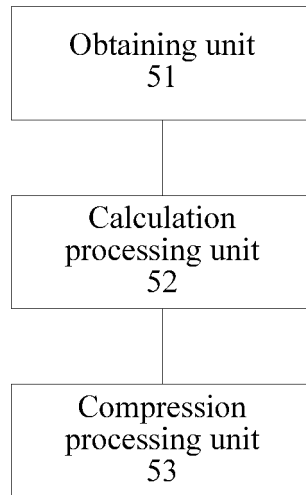 Obtaining unit
51
Calculation
processing unit
52
Compression
processing unit
53